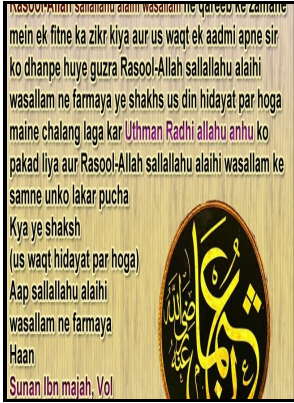 Rasool-Allah sallallahu alaihi wasallam ne qareeb ke zamane
mein ek fitne ka zikr kiya aur us waqt ek aadmi apne sir
ko dhanpe huye guzra Rasool-Allah sallallahu alaihi
wasallam ne farmaya ye shakhs us din hidayat par hoga
maine chalang laga kar Uthman Radhi allahu anhu ko
pakad liya aur Rasool-Allah sallallahu alaihi wasallam ke
samne unko lakar pucha
Kya ye shaksh
(us waqt hidayat par hoga)
Aap sallallahu alaihi
wasallam ne farmaya
Haan
Sunan Ibn majah, Vol
عثمان
رضي الله عنه